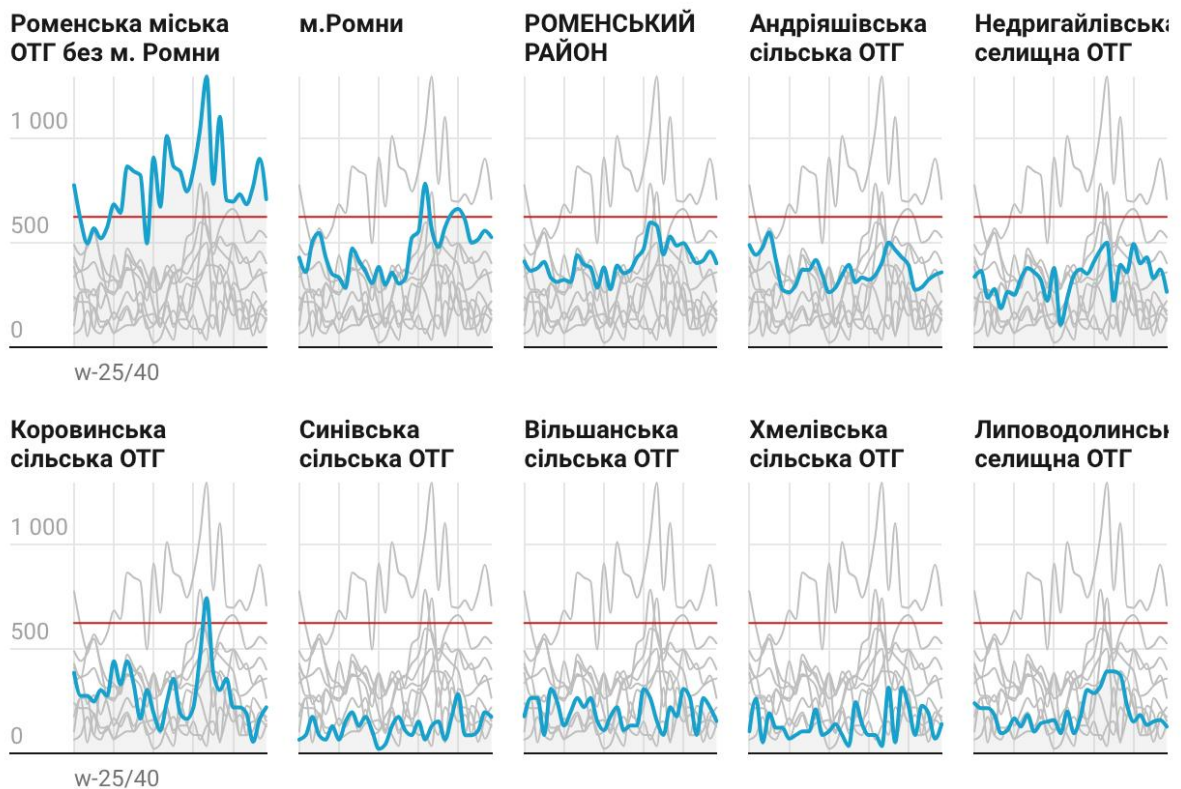 Роменська міська
ОТГ без м. Ромни
м.Ромни
РОМЕНСЬКИЙ
РАЙОН
Андріяшівська
сільська ОТГ
Недригайлівська
селищна ОТГ
1 000
500
0
w-25/40
Коровинська
сільська ОТГ
Синівська
сільська ОТГ
Вільшанська
сільська ОТГ
Хмелівська
сільська ОТГ
Липоводолинськ
селищна ОТГ
1 000
500
0
w-25/40